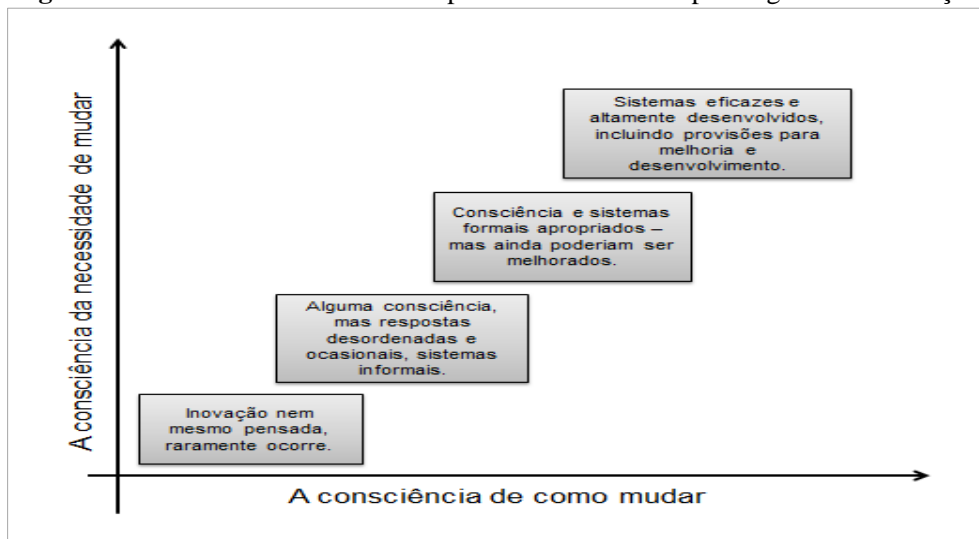 A consciência da necessidade de mudar
Sistemas eficazes e
altamente desenvolvidos,
incluindo provisões para
melhoria e
desenvolvimento.
Consciência e sistemas
formais apropriados –
mas ainda poderiam ser
melhorados.
Alguma consciência,
mas respostas
desordenadas e
ocasionais, sistemas
informais.
Inovação nem
mesmo pensada,
raramente ocorre.
A consciência de como mudar